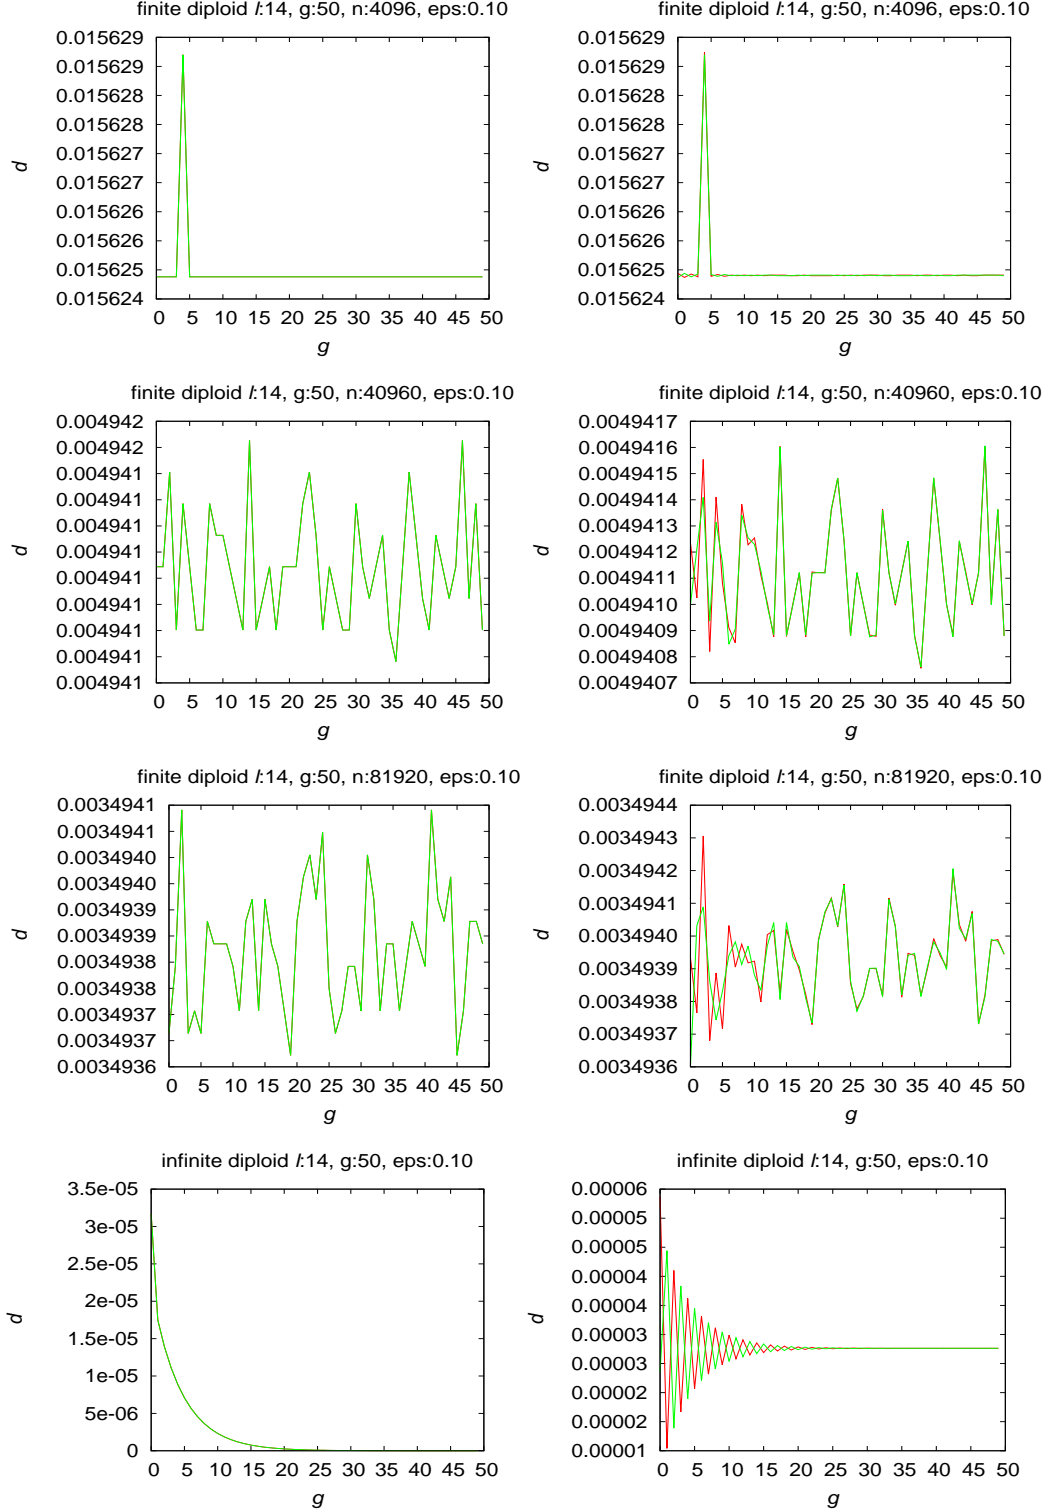 finite diploid l:14, g:50, n:4096, eps:0.10
0.015629
0.015629
0.015628
0.015628
0.015627
0.015627
0.015626
0.015626
0.015625
0.015624
d
0 5 10 15 20 25 30 35 40 45 50
g
finite diploid l:14, g:50, n:4096, eps:0.10
0.015629
0.015629
0.015628
0.015628
0.015627
0.015627
0.015626
0.015626
0.015625
0.015624
d
0 5 10 15 20 25 30 35 40 45 50
g
finite diploid l:14, g:50, n:40960, eps:0.10
0.004942
0.004942
0.004941
0.004941
0.004941
0.004941
0.004941
0.004941
0.004941
0.004941
0.004941
d
0 5 10 15 20 25 30 35 40 45 50
g
finite diploid l:14, g:50, n:40960, eps:0.10
0.0049417
0.0049416
0.0049415
0.0049414
0.0049413
0.0049412
0.0049411
0.0049410
0.0049409
0.0049408
0.0049407
d
0 5 10 15 20 25 30 35 40 45 50
g
finite diploid l:14, g:50, n:81920, eps:0.10
0.0034941
0.0034941
0.0034940
0.0034940
0.0034939
0.0034939
0.0034938
0.0034938
0.0034937
0.0034937
0.0034936
d
0 5 10 15 20 25 30 35 40 45 50
g
finite diploid l:14, g:50, n:81920, eps:0.10
0.0034944
0.0034943
0.0034942
0.0034941
0.0034940
0.0034939
0.0034938
0.0034937
0.0034936
d
0 5 10 15 20 25 30 35 40 45 50
g
infinite diploid l:14, g:50, eps:0.10
3.5e-05
3e-05
2.5e-05
2e-05
1.5e-05
1e-05
5e-06
0
d
0 5 10 15 20 25 30 35 40 45 50
g
infinite diploid l:14, g:50, eps:0.10
0.00006
0.00005
0.00005
0.00004
0.00004
0.00003
0.00003
0.00002
0.00002
0.00001
d
0 5 10 15 20 25 30 35 40 45 50
g